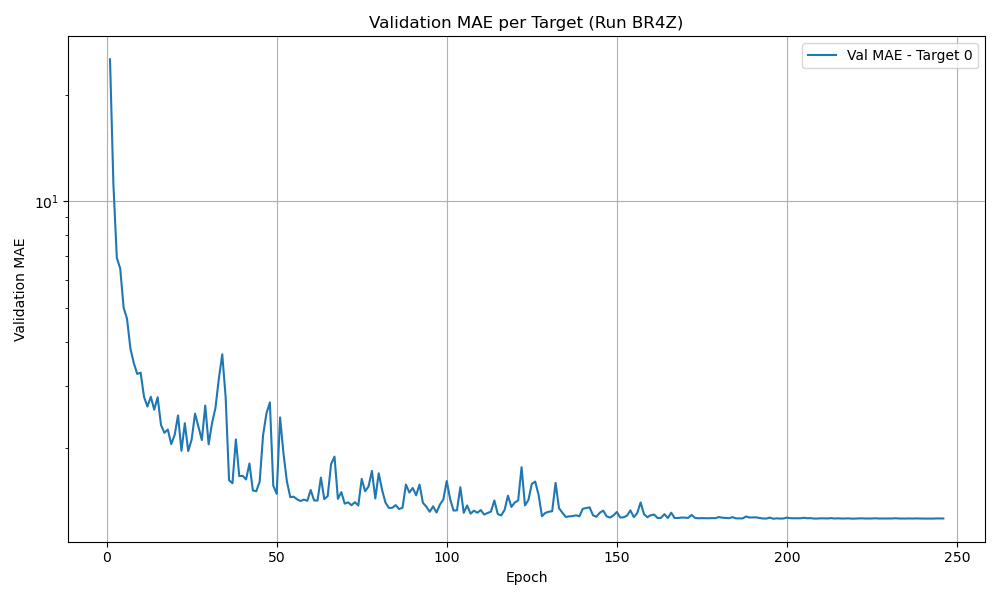 Validation MAE per Target (Run BR4Z)
Val MAE - Target 0
10¹
Validation MAE
0 50 100 150 200 250
Epoch